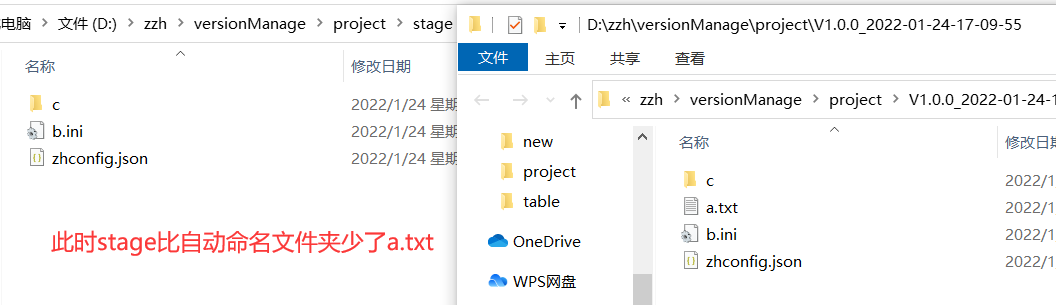 电脑 > 文件 (D:) > zzh > versionManage > project > stage
名称 修改日期
c 2022/1/24 星期
b.ini 2022/1/24 星期
zhconfig.json 2022/1/24 星期
此时stage比自动命名文件夹少了a.txt
D:\zzh\versionManage\project\V1.0.0_2022-01-24-17-09-55
文件 主页 共享 查看
« zzh > versionManage > project > V1.0.0_2022-01-24-1
new
project
table
OneDrive
WPS网盘
名称 修改日期
c 2022/1
a.txt 2022/1
b.ini 2022/1
zhconfig.json 2022/1